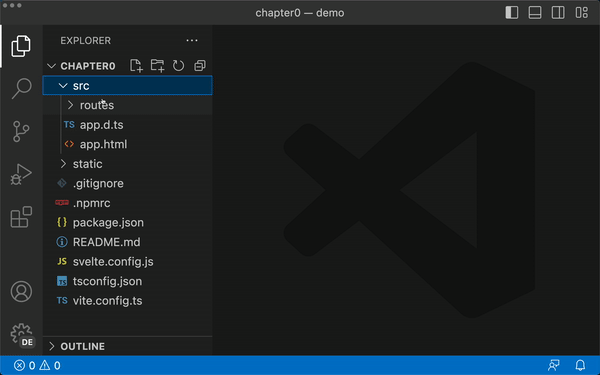 chapter0 — demo
EXPLORER
CHAPTER0
src
routes
TS app.d.ts
<> app.html
static
.gitignore
.npmrc
{ } package.json
README.md
JS svelte.config.js
TS tsconfig.json
TS vite.config.ts
DE
OUTLINE
0 0